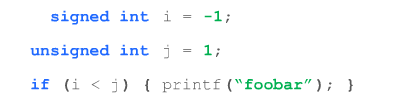 signed int i = -1;
unsigned int j = 1;
if (i < j) { printf(“foobar”); }